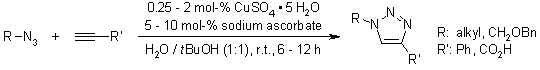 0.25 - 2 mol-% CuSO₄ • 5 H₂O
5 - 10 mol-% sodium ascorbate
R-N₃ + R'
H₂O / tBuOH (1:1), r.t., 6 - 12 h
R N N N R'
R: alkyl, CH₂OBn
R': Ph, CO₂H